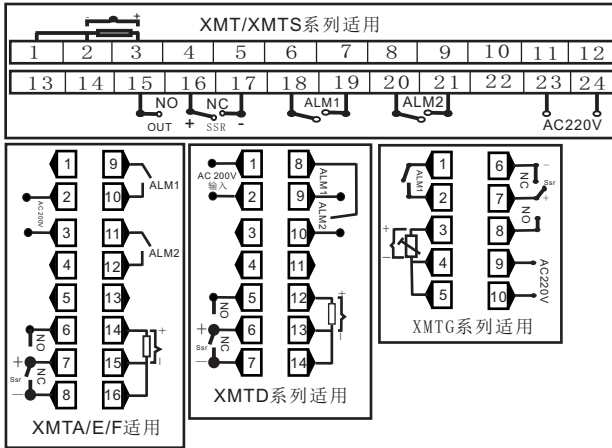 XMT/XMTS系列适用
- +
1 2 3 4 5 6 7 8 9 10 11 12
13 14 15 16 17 18 19 20 21 22 23 24
NO NC ALM1 ALM2
OUT + SSR - AC220V
1 9
ALM1
2 10
AC200V
3 11
ALM2
4 12
5 13
6 14 +
NO
+ 7 15 -
Ssr NC
- 8 16
XMTA/E/F适用
1 8
AC 200V
输入
ALM1
2 9
ALM2
3 10
4 11
5 12 +
NO
+ 6 13 -
Ssr NC
- 7 14
XMTD系列适用
1 6 -
ALM1 NC Ssr
2 7 +
+ 3 8 NO
- 4 9
AC220V
5 10
XMTG系列适用